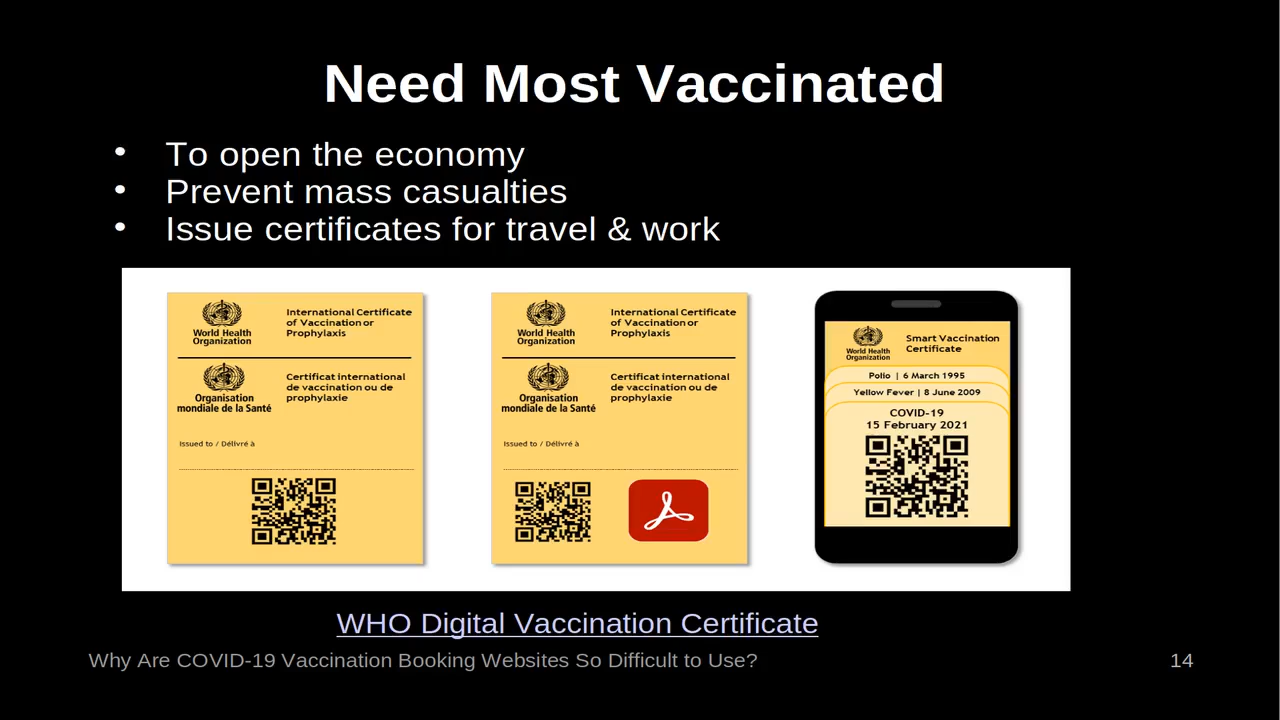 Need Most Vaccinated
• To open the economy
• Prevent mass casualties
• Issue certificates for travel & work
World Health
Organization
International Certificate
of Vaccination or
Prophylaxis
Organisation
mondiale de la Santé
Certificat international
de vaccination ou de
prophylaxie
Issued to / Délivré à
World Health
Organization
International Certificate
of Vaccination or
Prophylaxis
Organisation
mondiale de la Santé
Certificat international
de vaccination ou de
prophylaxie
Issued to / Délivré à
World Health
Organization
Smart Vaccination
Certificate
Polio | 6 March 1995
Yellow Fever | 8 June 2009
COVID-19
15 February 2021
WHO Digital Vaccination Certificate
Why Are COVID-19 Vaccination Booking Websites So Difficult to Use?
14